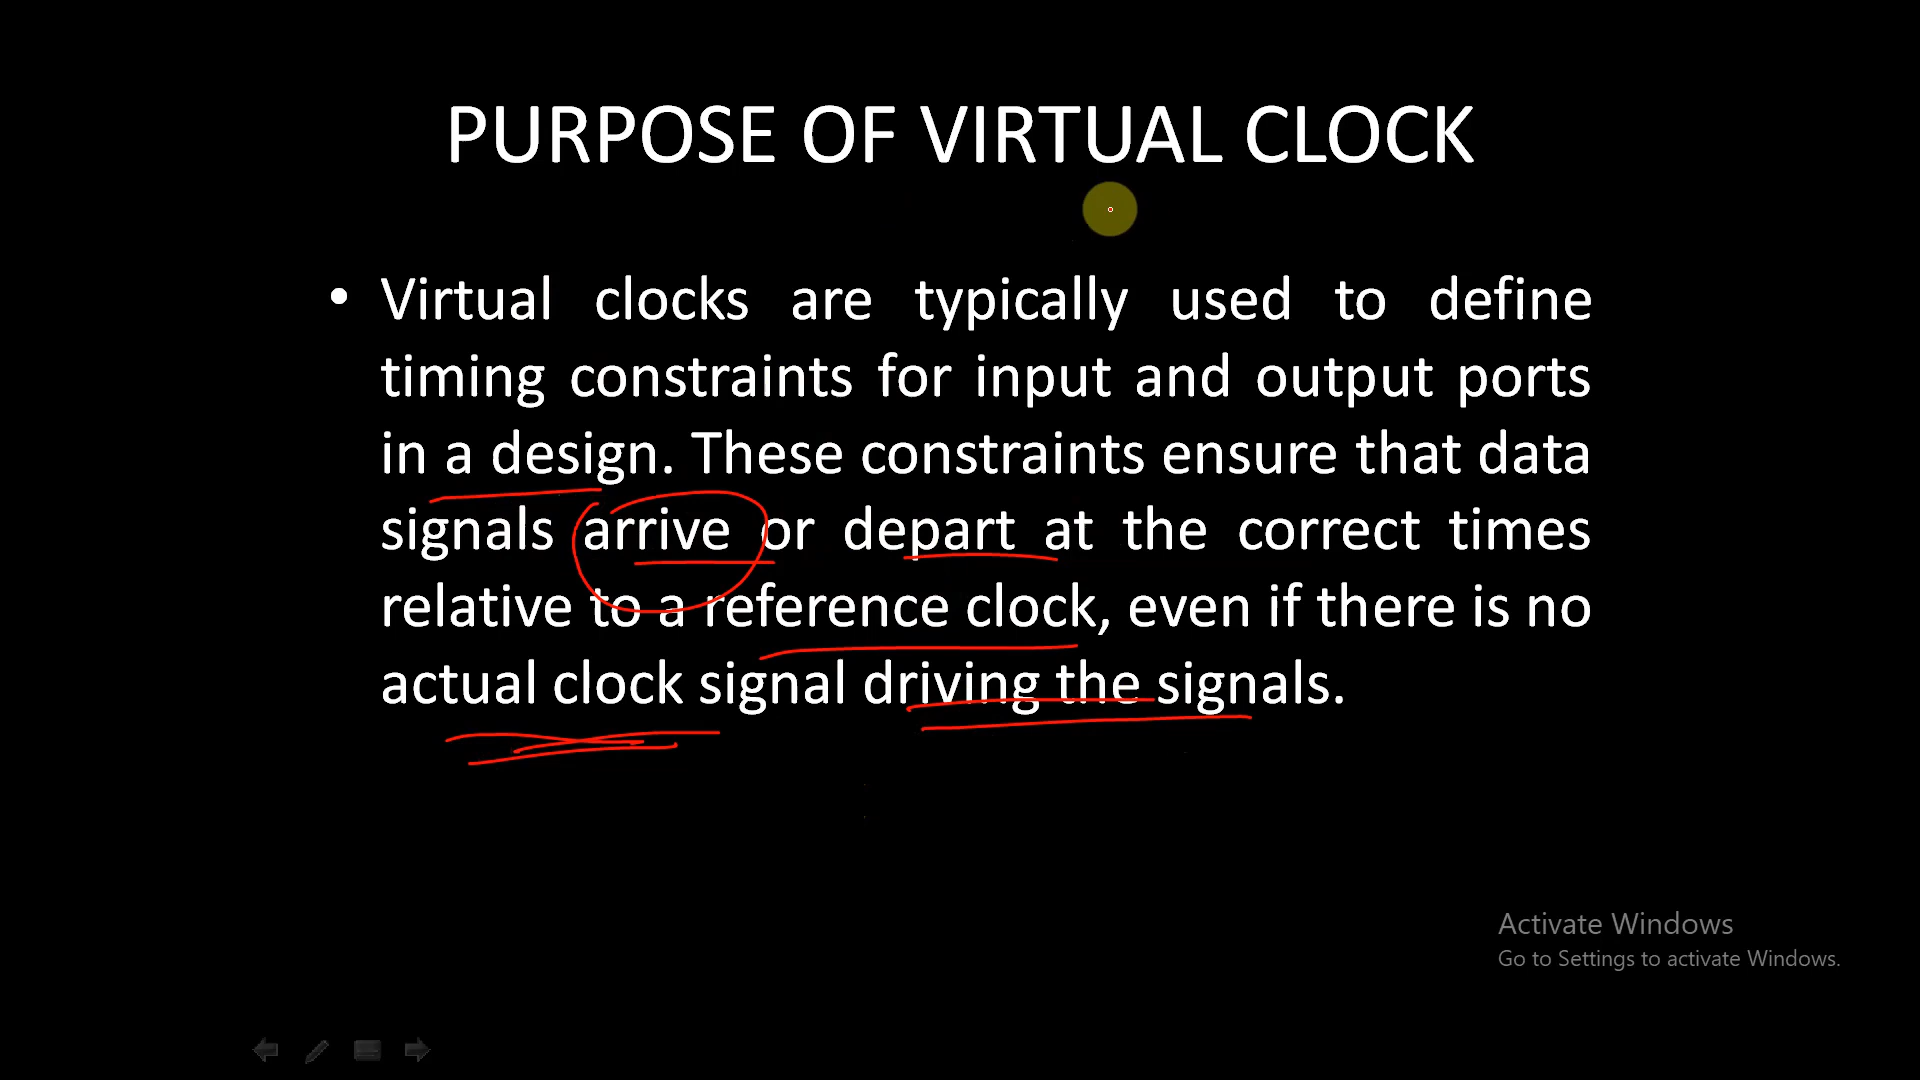 PURPOSE OF VIRTUAL CLOCK
• Virtual clocks are typically used to define
timing constraints for input and output ports
in a design. These constraints ensure that data
signals arrive or depart at the correct times
relative to a reference clock, even if there is no
actual clock signal driving the signals.
Activate Windows
Go to Settings to activate Windows.